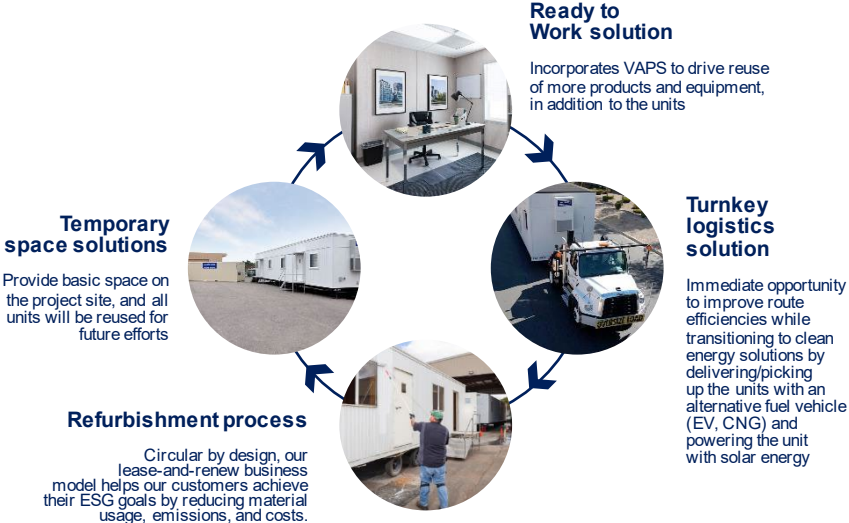 Ready to
Work solution
Incorporates VAPS to drive reuse
of more products and equipment,
in addition to the units
Turnkey
logistics
solution
Immediate opportunity
to improve route
efficiencies while
transitioning to clean
energy solutions by
delivering/picking
up the units with an
alternative fuel vehicle
(EV, CNG) and
powering the unit
with solar energy
Refurbishment process
Circular by design, our
lease-and-renew business
model helps our customers achieve
their ESG goals by reducing material
usage, emissions, and costs.
Temporary
space solutions
Provide basic space on
the project site, and all
units will be reused for
future efforts